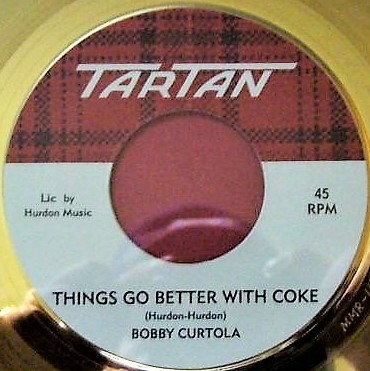 TARTAN
Lic by
Hurdon Music
45
RPM
THINGS GO BETTER WITH COKE
(Hurdon-Hurdon)
BOBBY CURTOLA